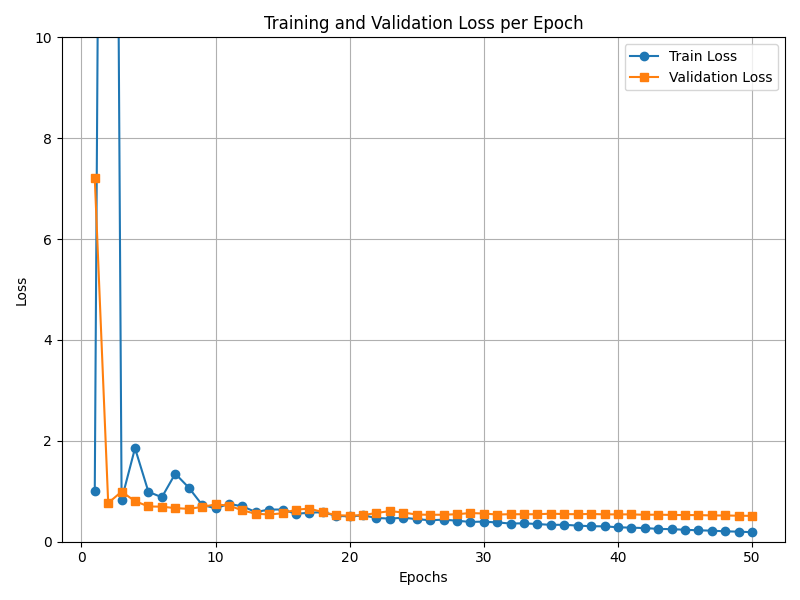 Training and Validation Loss per Epoch
Train Loss
Validation Loss
Loss
10
8
6
4
2
0
0 10 20 30 40 50
Epochs